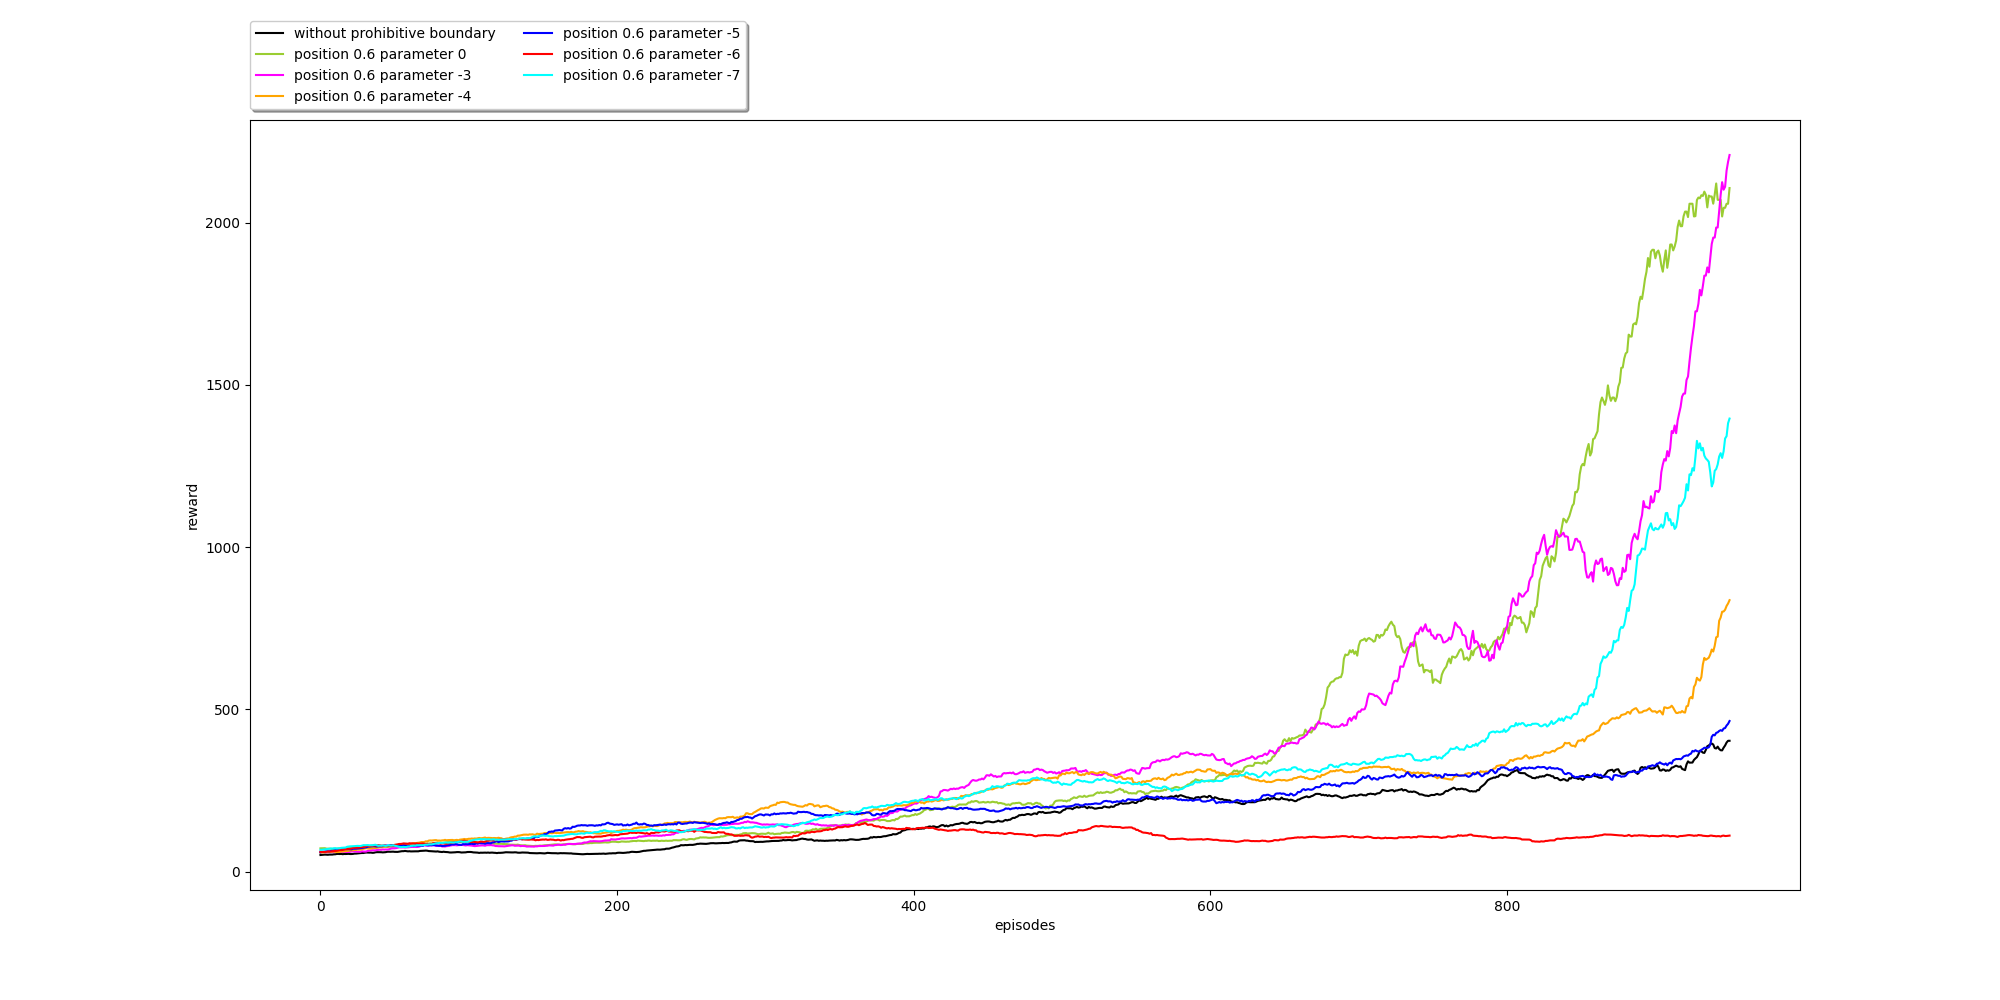 without prohibitive boundary
position 0.6 parameter 0
position 0.6 parameter -3
position 0.6 parameter -4
position 0.6 parameter -5
position 0.6 parameter -6
position 0.6 parameter -7
2000
1500
1000
500
0
reward
0 200 400 600 800
episodes